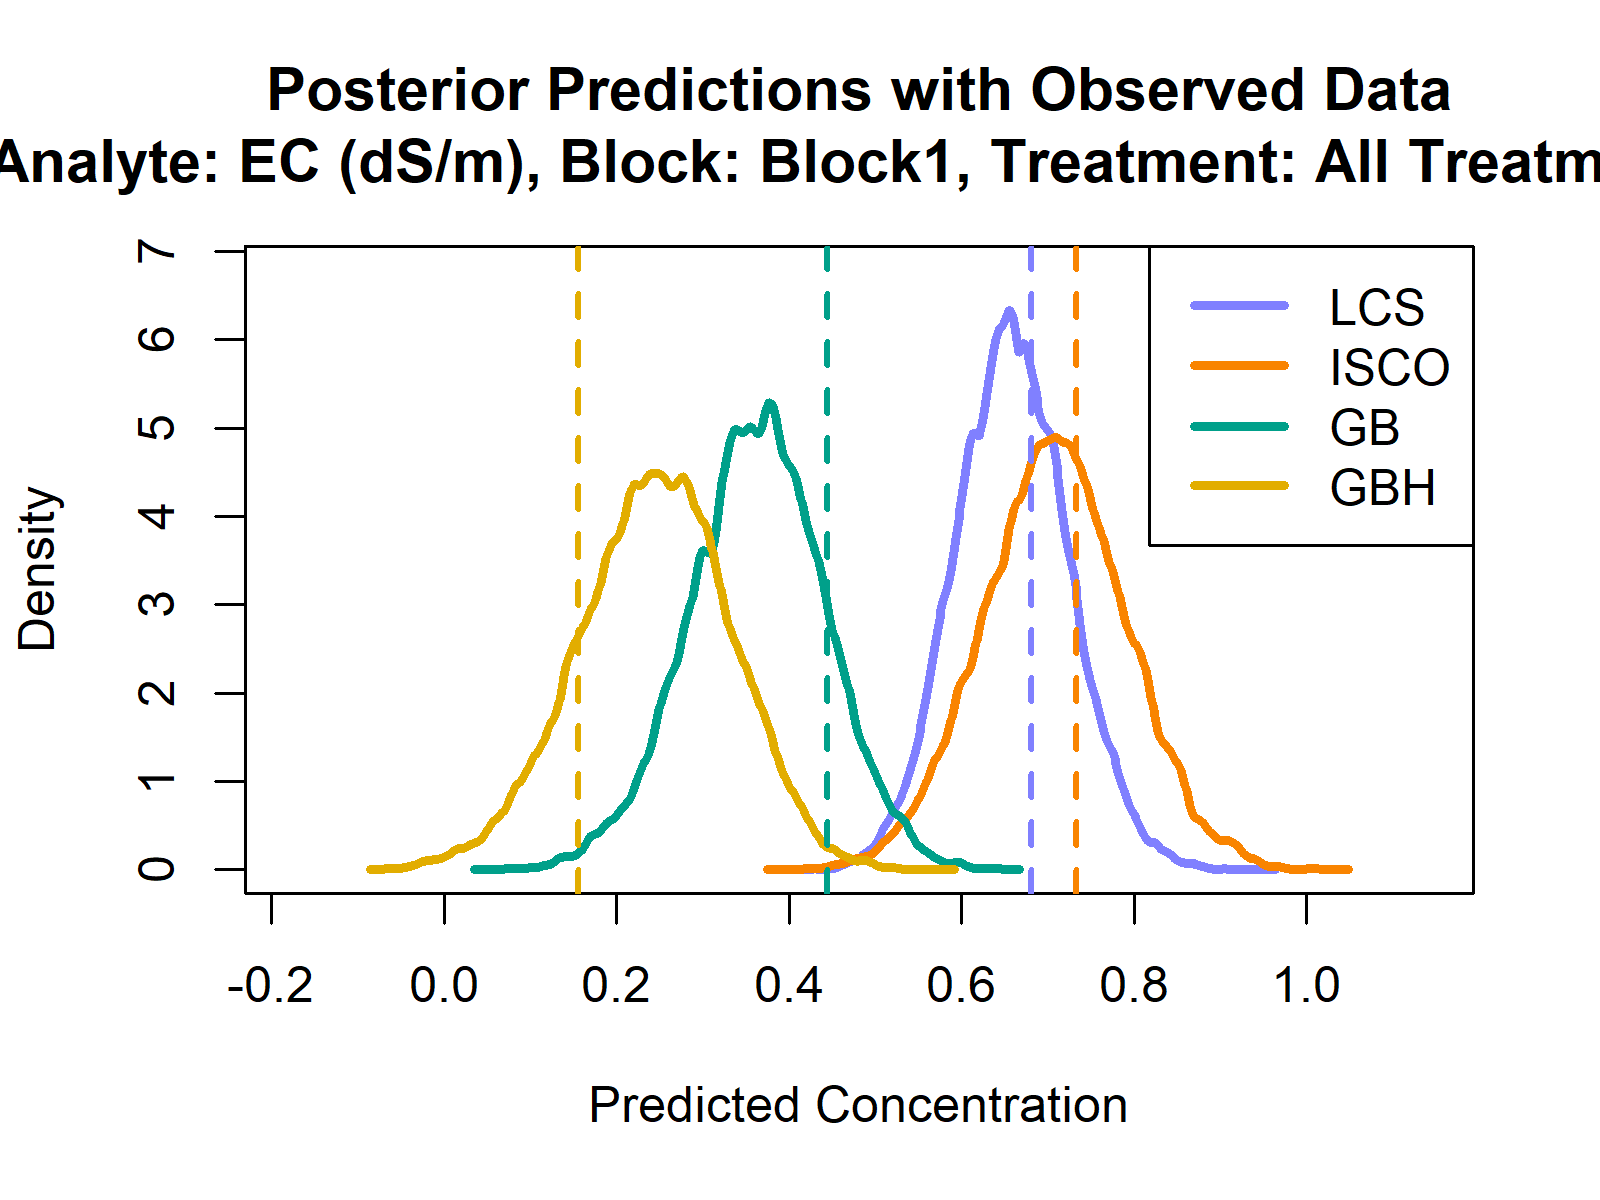 Posterior Predictions with Observed Data
Analyte: EC (dS/m), Block: Block1, Treatment: All Treatm
7
6
5
4
3
2
1
0
Density
LCS
ISCO
GB
GBH
-0.2 0.0 0.2 0.4 0.6 0.8 1.0
Predicted Concentration